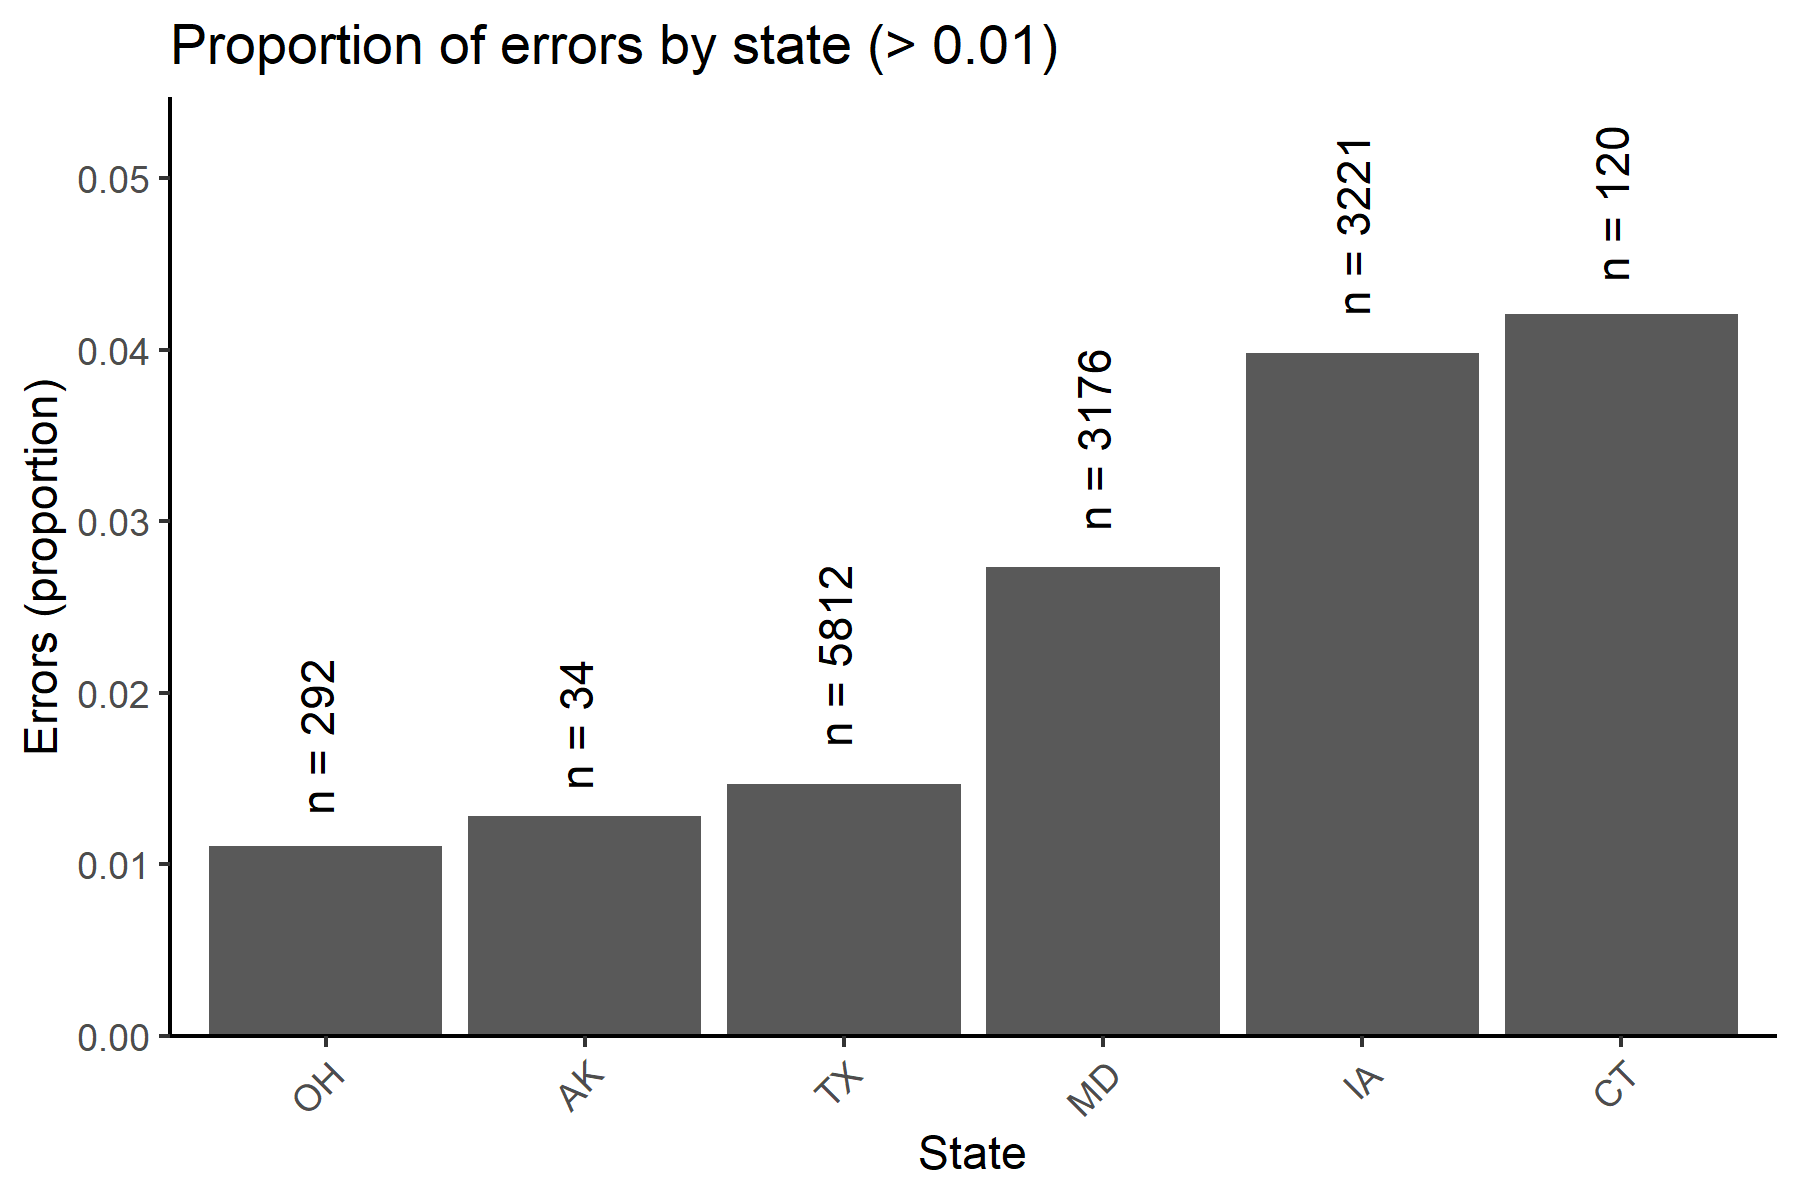 Proportion of errors by state (> 0.01)
Errors (proportion)
0.05
0.04
0.03
0.02
0.01
0.00
n = 292
n = 34
n = 5812
n = 3176
n = 3221
n = 120
OH
AK
TX
MD
IA
CT
State